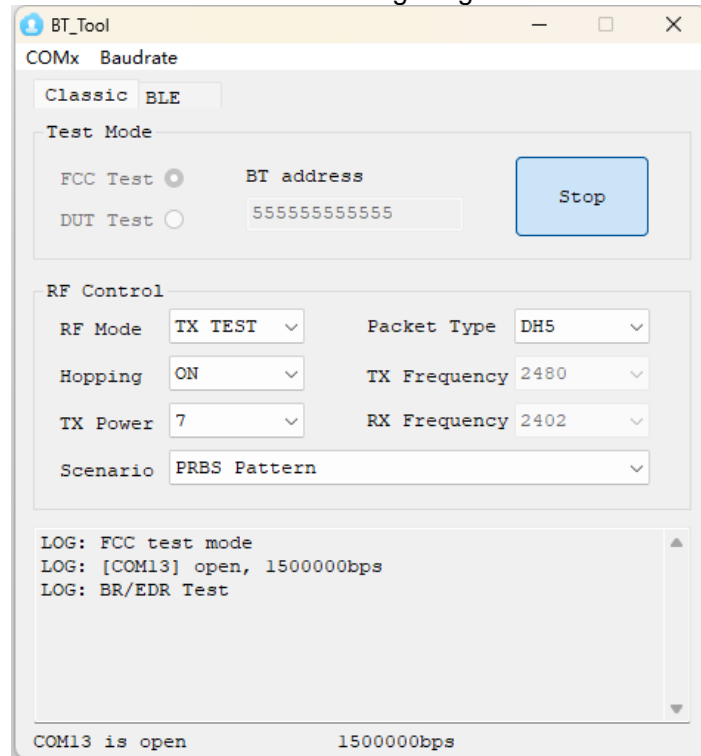 BT_Tool
COMx Baudrate
Classic BLE
Test Mode
FCC Test BT address
DUT Test 555555555555
Stop
RF Control
RF Mode TX TEST Packet Type DH5
Hopping ON TX Frequency 2480
TX Power 7 RX Frequency 2402
Scenario PRBS Pattern
LOG: FCC test mode
LOG: [COM13] open, 1500000bps
LOG: BR/EDR Test
COM13 is open 1500000bps